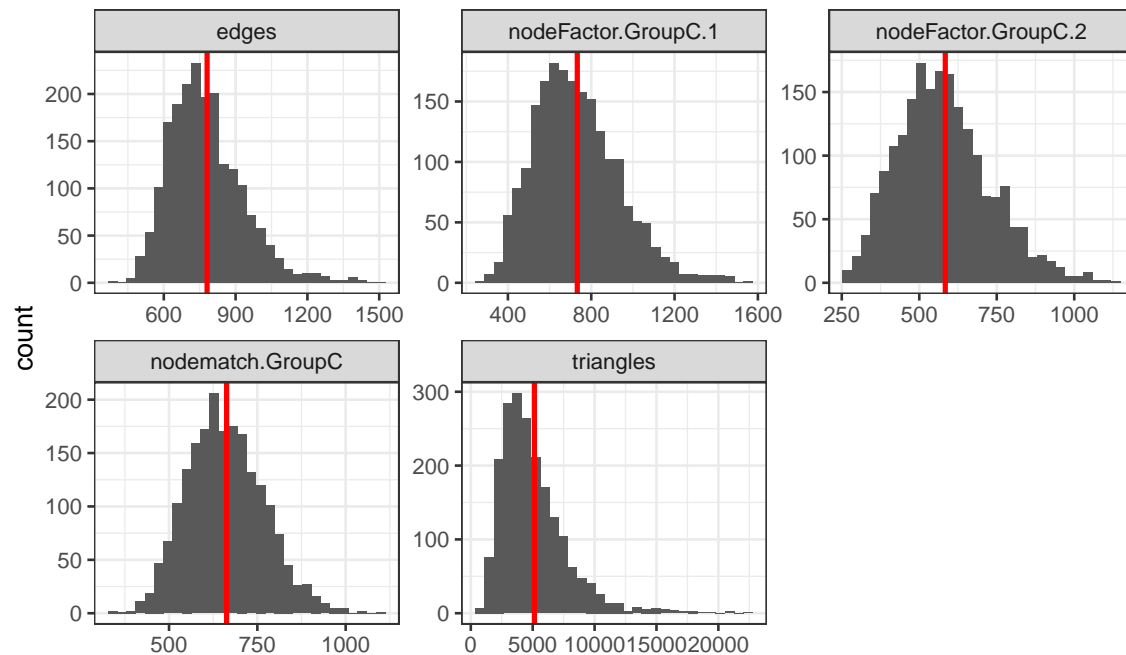 edges
nodeFactor.GroupC.1
nodeFactor.GroupC.2
200
150
100
50
0
600 900 1200 1500
150
100
50
0
400 800 1200 1600
150
100
50
0
250 500 750 1000
count
nodematch.GroupC
triangles
200
150
100
50
0
500 750 1000
300
200
100
0
0 5000 10000 15000 20000